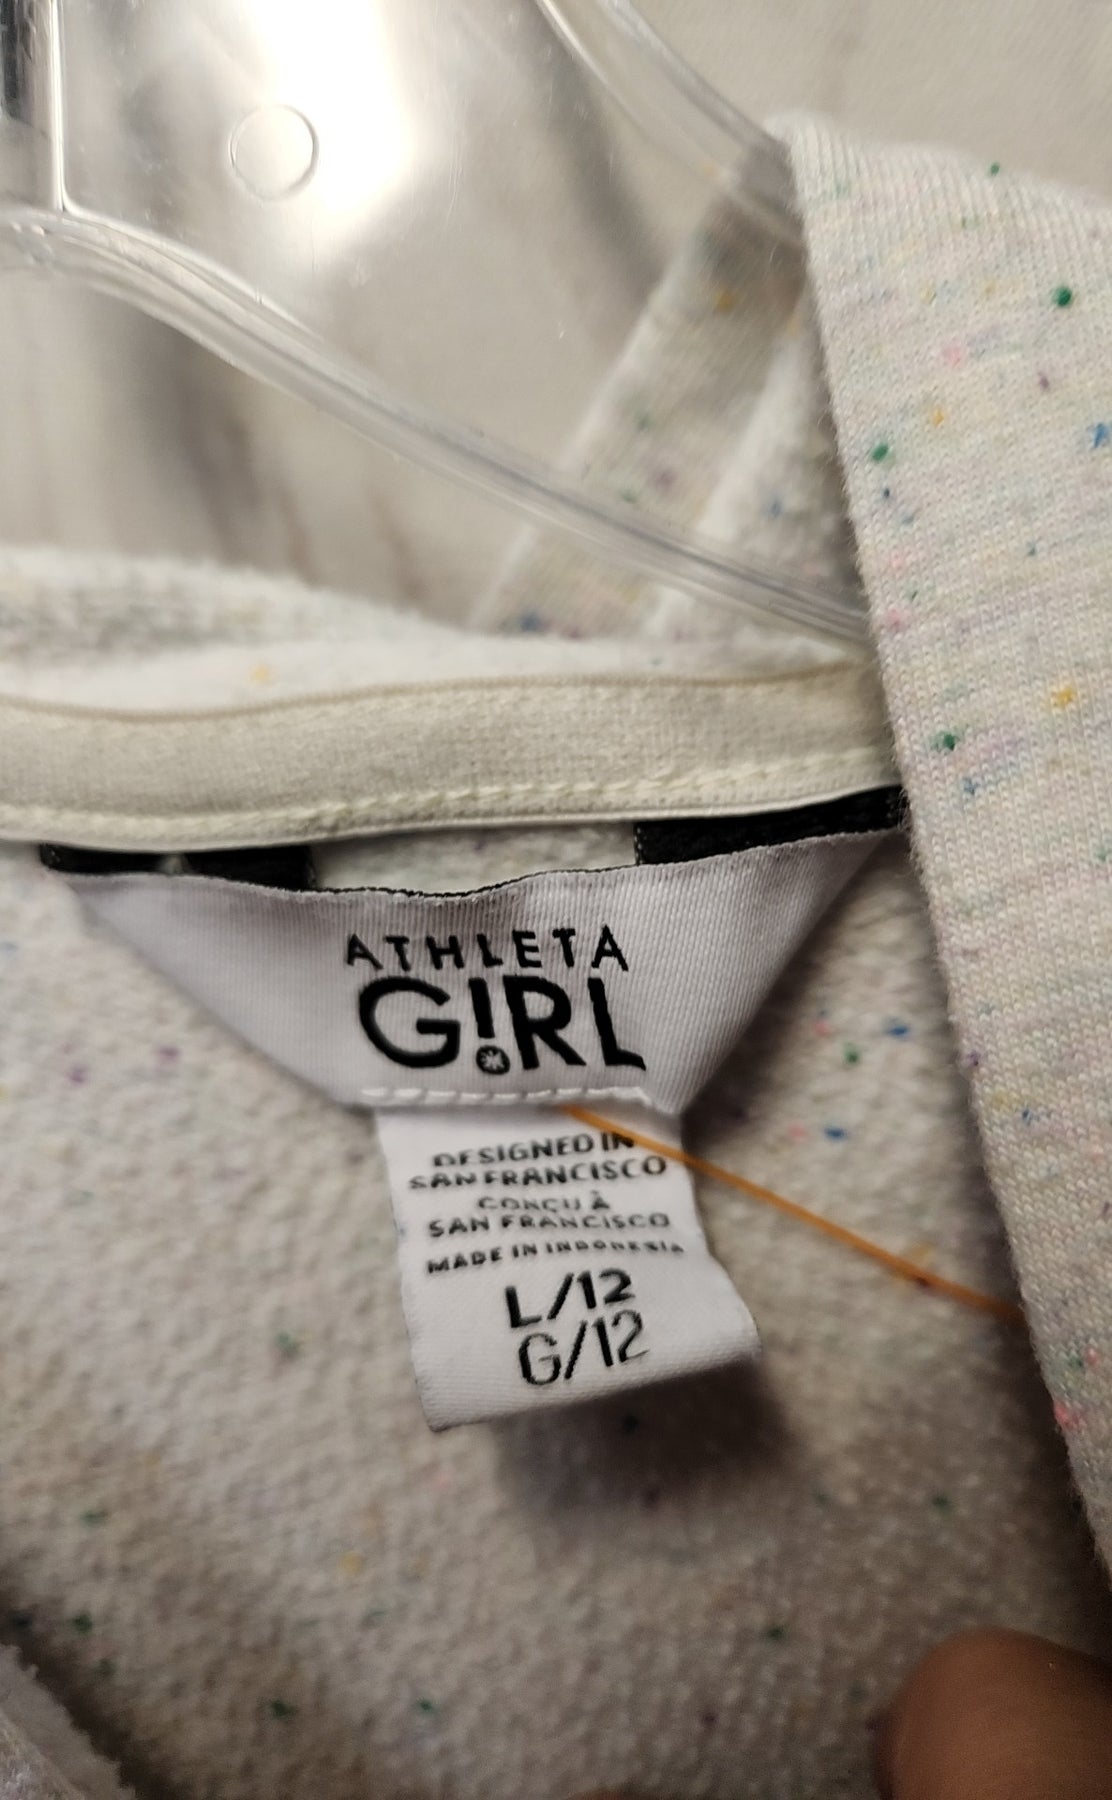 ATHLETA
G!RL
DESIGNED IN
SAN FRANCISCO
CONÇU À
SAN FRANCISCO
MADE IN INDONESIA
L/12
G/12